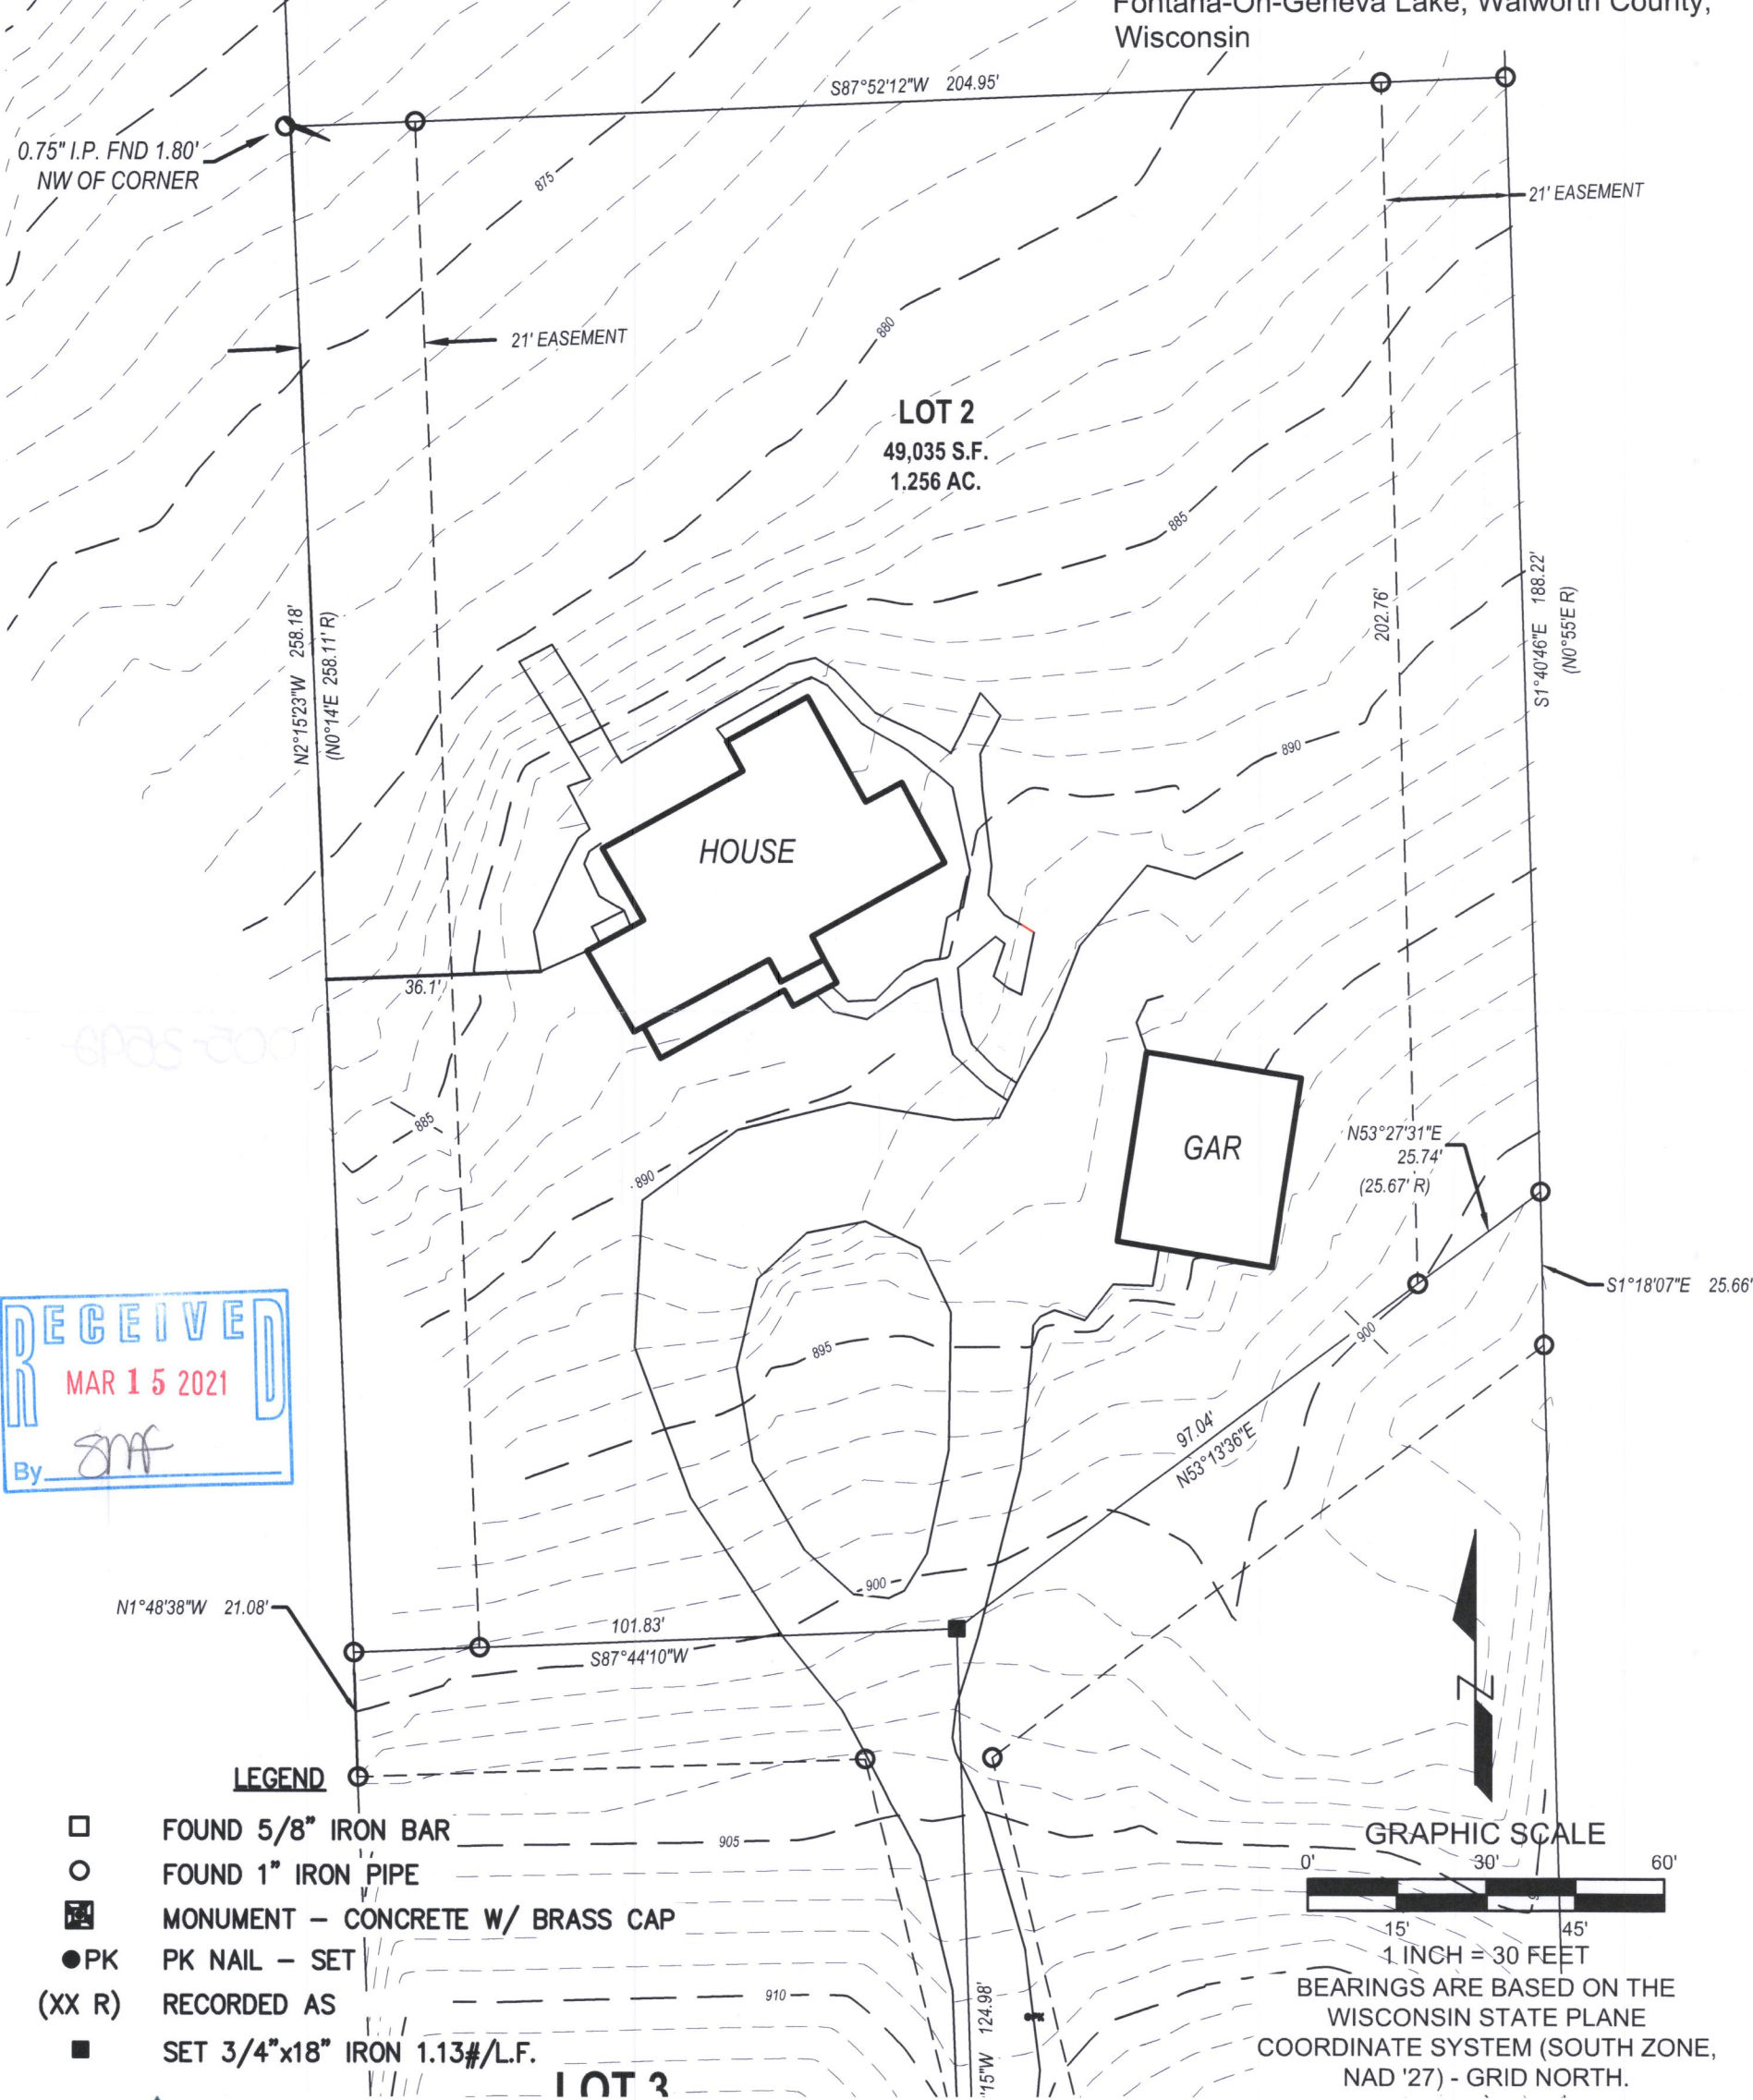 Fontana-On-Geneva Lake, Walworth County,
Wisconsin
S87°52'12"W 204.95'
0.75" I.P. FND 1.80'
NW OF CORNER
875
21' EASEMENT
21' EASEMENT
880
LOT 2
49,035 S.F.
1.256 AC.
885
N2°15'23"W 258.18'
(N0°14'E 258.11' R)
202.76'
S1°40'46"E 188.22'
(N0°55'E R)
890
HOUSE
36.1'
885
GAR
N53°27'31"E
25.74'
(25.67' R)
890
S1°18'07"E 25.66'
RECEIVED
MAR 15 2021
By
895
900
97.04'
N53°13'36"E
900
N1°48'38"W 21.08'
101.83'
S87°44'10"W
N
LEGEND
FOUND 5/8" IRON BAR
FOUND 1" IRON PIPE
MONUMENT - CONCRETE W/ BRASS CAP
PK PK NAIL - SET
(XX R) RECORDED AS
SET 3/4"x18" IRON 1.13#/L.F.
905
910
15"W 124.98'
LOT 3
GRAPHIC SCALE
0' 30' 60'
15' 45'
1 INCH = 30 FEET
BEARINGS ARE BASED ON THE
WISCONSIN STATE PLANE
COORDINATE SYSTEM (SOUTH ZONE,
NAD '27) - GRID NORTH.